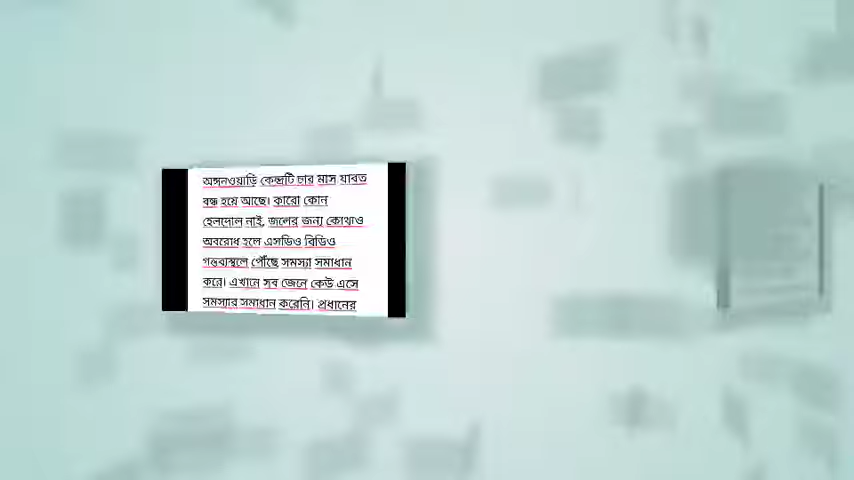 অঙ্গনওয়াড়ি কেন্দ্রটি চার মাস যাবত
বন্ধ হয়ে আছে। কারো কোন
হেলদোল নাই, জলের জন্য কোথাও
অবরোধ হলে এসডিও বিডিও
গন্তব্যস্থলে পৌঁছে সমস্যা সমাধান
করে। এখানে সব জেনে কেউ এসে
সমস্যার সমাধান করেনি। প্রধানের